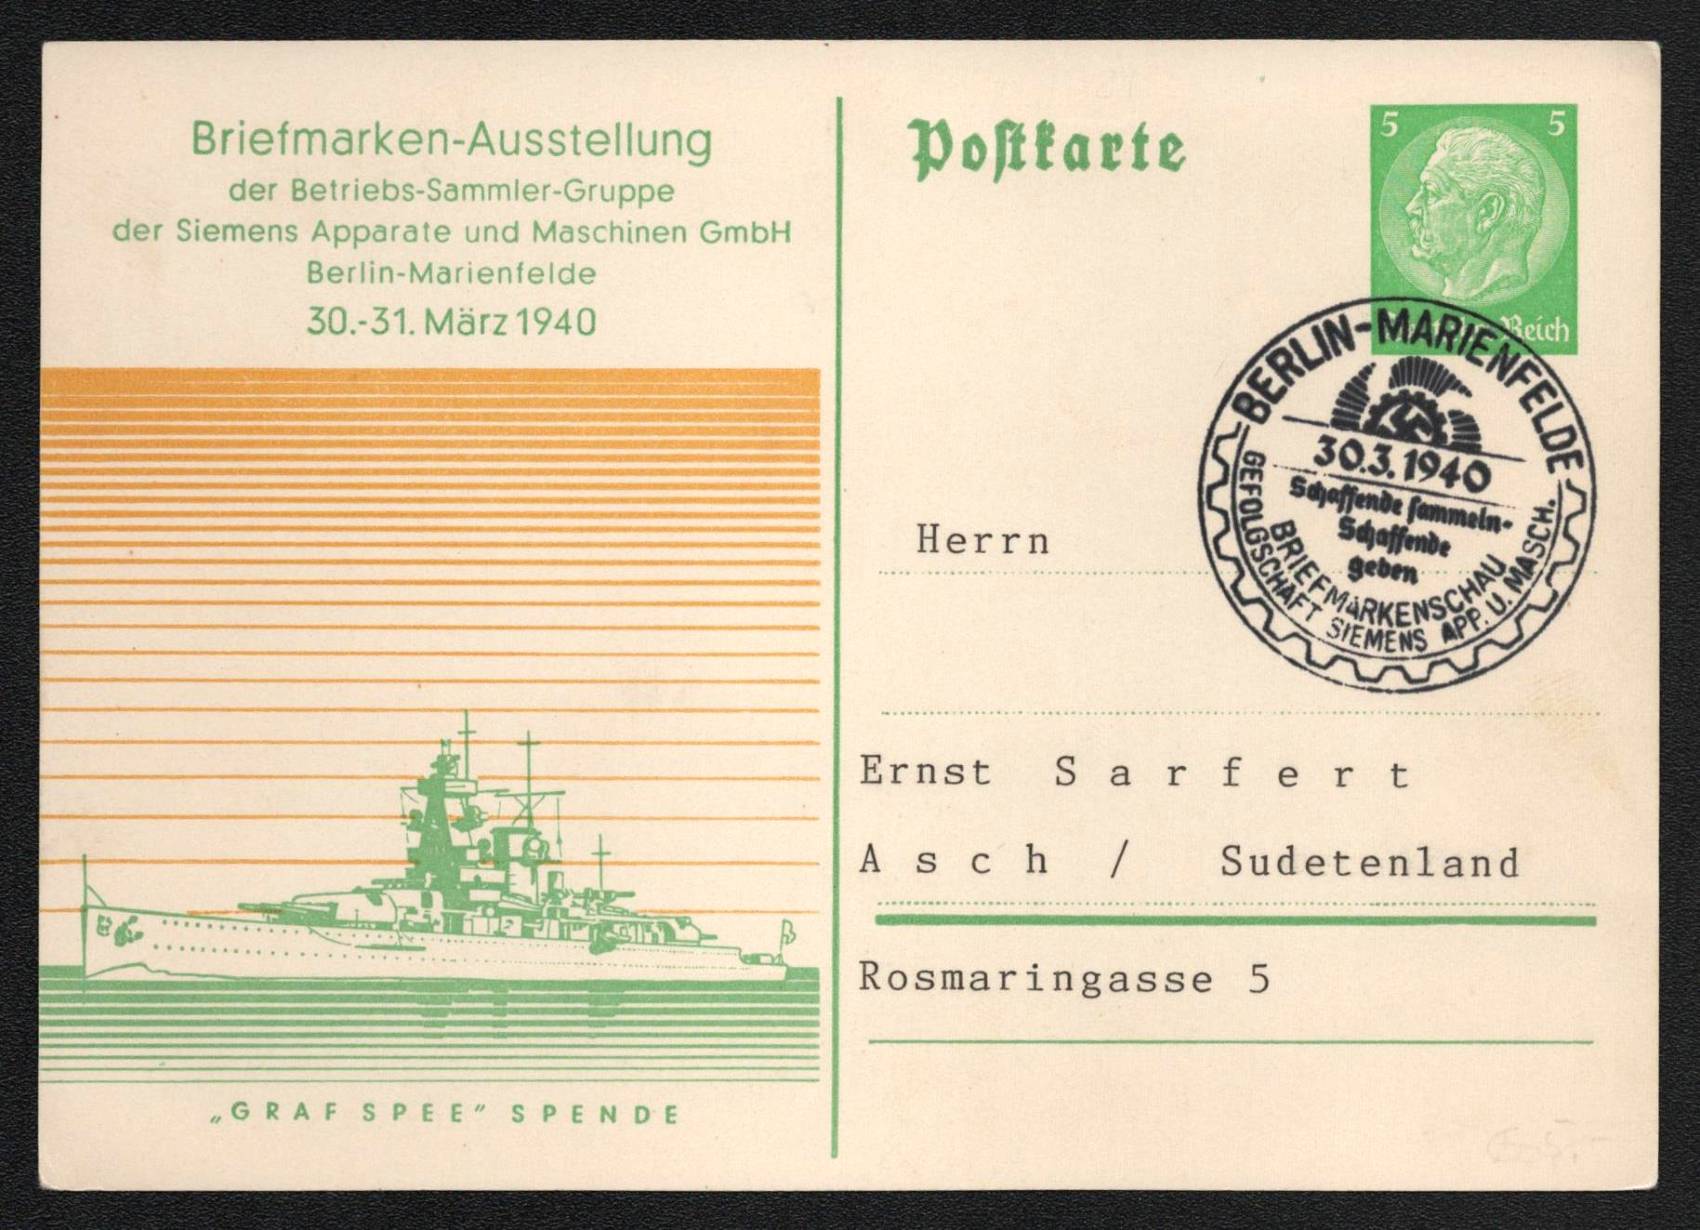 Briefmarken-Ausstellung
der Betriebs-Sammler-Gruppe
der Siemens Apparate und Maschinen GmbH
Berlin-Marienfelde
30.-31. März 1940
„GRAF SPEE" SPENDE
Poſtkarte
5 5
Reich
BERLIN-MARIENFELDE
30.3.1940
Schaffende ſammeln-
Schaffende
geben
BRIEFMARKENSCHAU
GEFOLGSCHAFT SIEMENS APP. U. MASCH.
Herrn
Ernst Sarfert
Asch / Sudetenland
Rosmaringasse 5